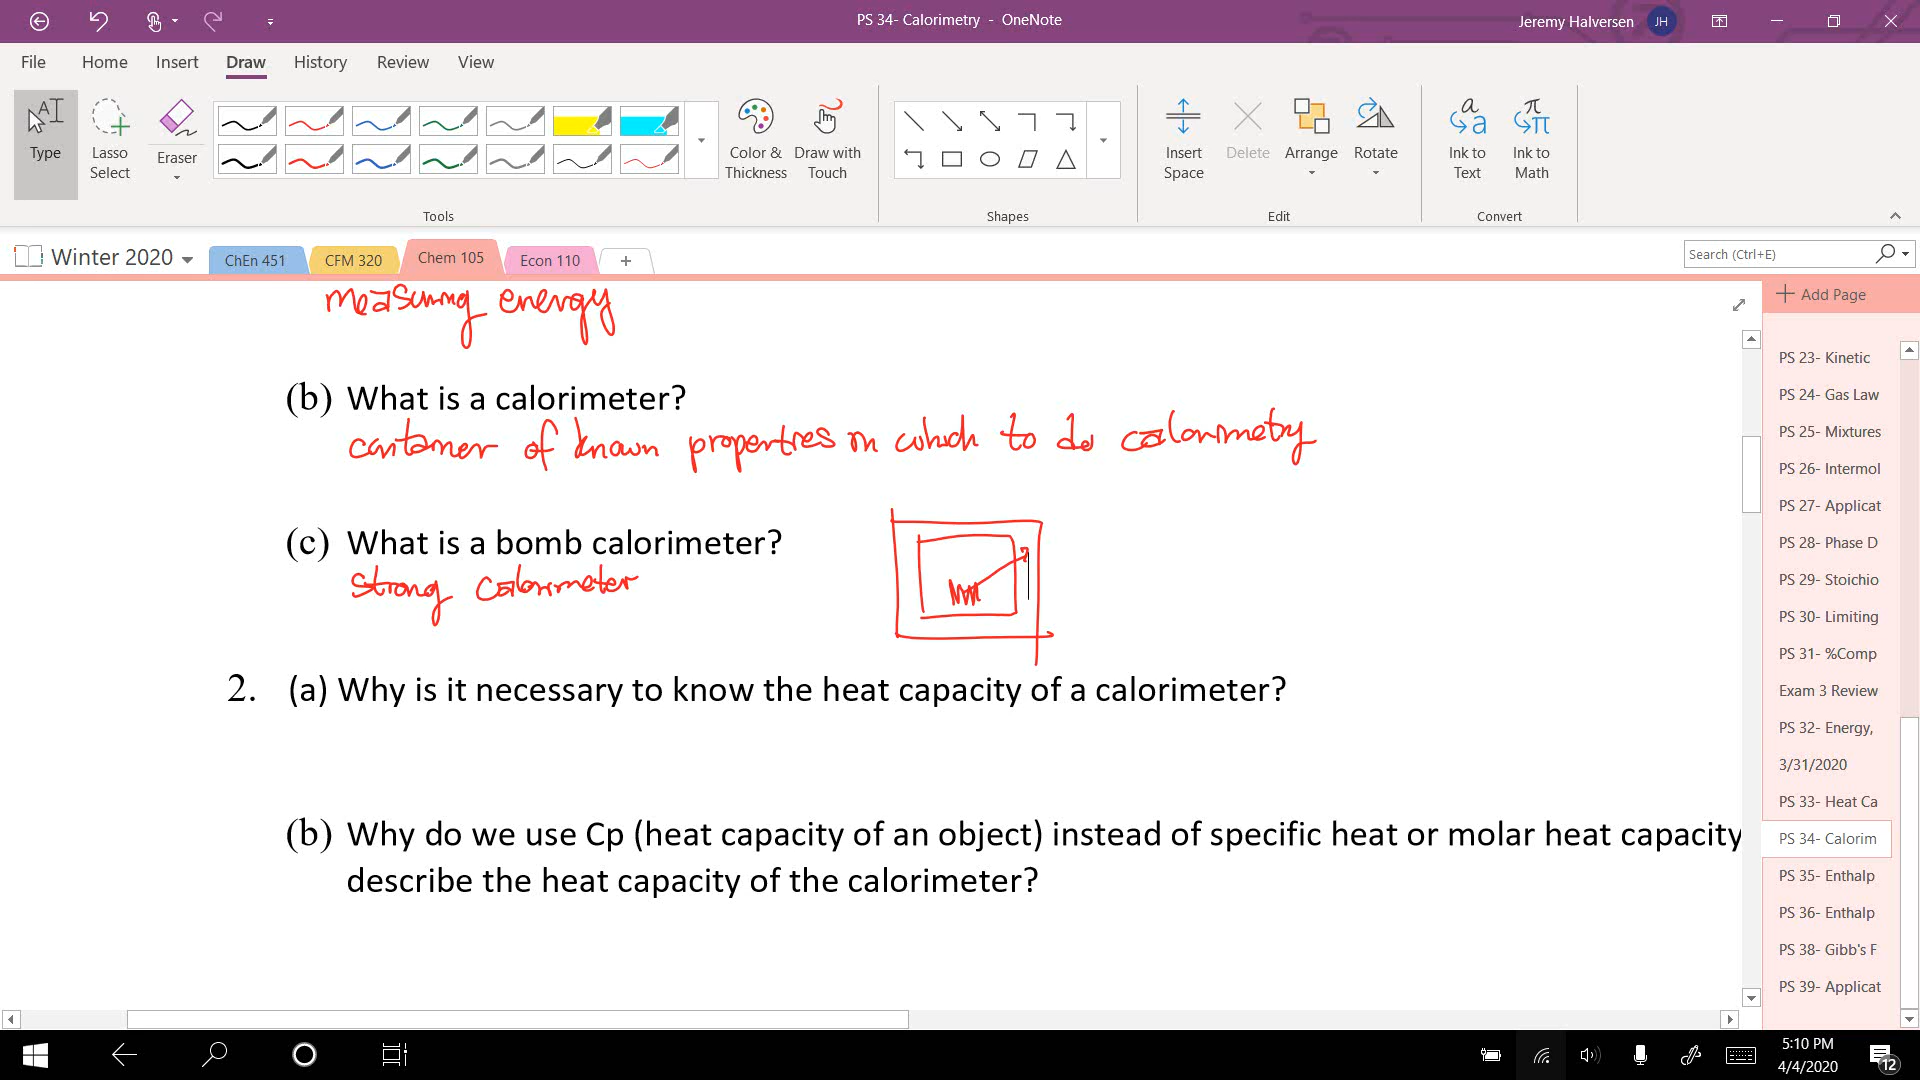 PS 34- Calorimetry - OneNote
Jeremy Halversen JH
File Home Insert Draw History Review View
Type
Lasso Select
Eraser
Color & Thickness
Draw with Touch
Insert Space
Delete
Arrange
Rotate
Ink to Text
Ink to Math
Tools Shapes Edit Convert
Winter 2020 ChEn 451 CFM 320 Chem 105 Econ 110
Search (Ctrl+E)
Add Page
measuring energy
(b) What is a calorimeter?
container of known properties in which to do calorimetry
(c) What is a bomb calorimeter?
strong calorimeter
2. (a) Why is it necessary to know the heat capacity of a calorimeter?
(b) Why do we use Cp (heat capacity of an object) instead of specific heat or molar heat capacity
describe the heat capacity of the calorimeter?
PS 23- Kinetic
PS 24- Gas Law
PS 25- Mixtures
PS 26- Intermol
PS 27- Applicat
PS 28- Phase D
PS 29- Stoichio
PS 30- Limiting
PS 31- %Comp
Exam 3 Review
PS 32- Energy,
3/31/2020
PS 33- Heat Ca
PS 34- Calorim
PS 35- Enthalp
PS 36- Enthalp
PS 38- Gibb's F
PS 39- Applicat
5:10 PM
4/4/2020
12